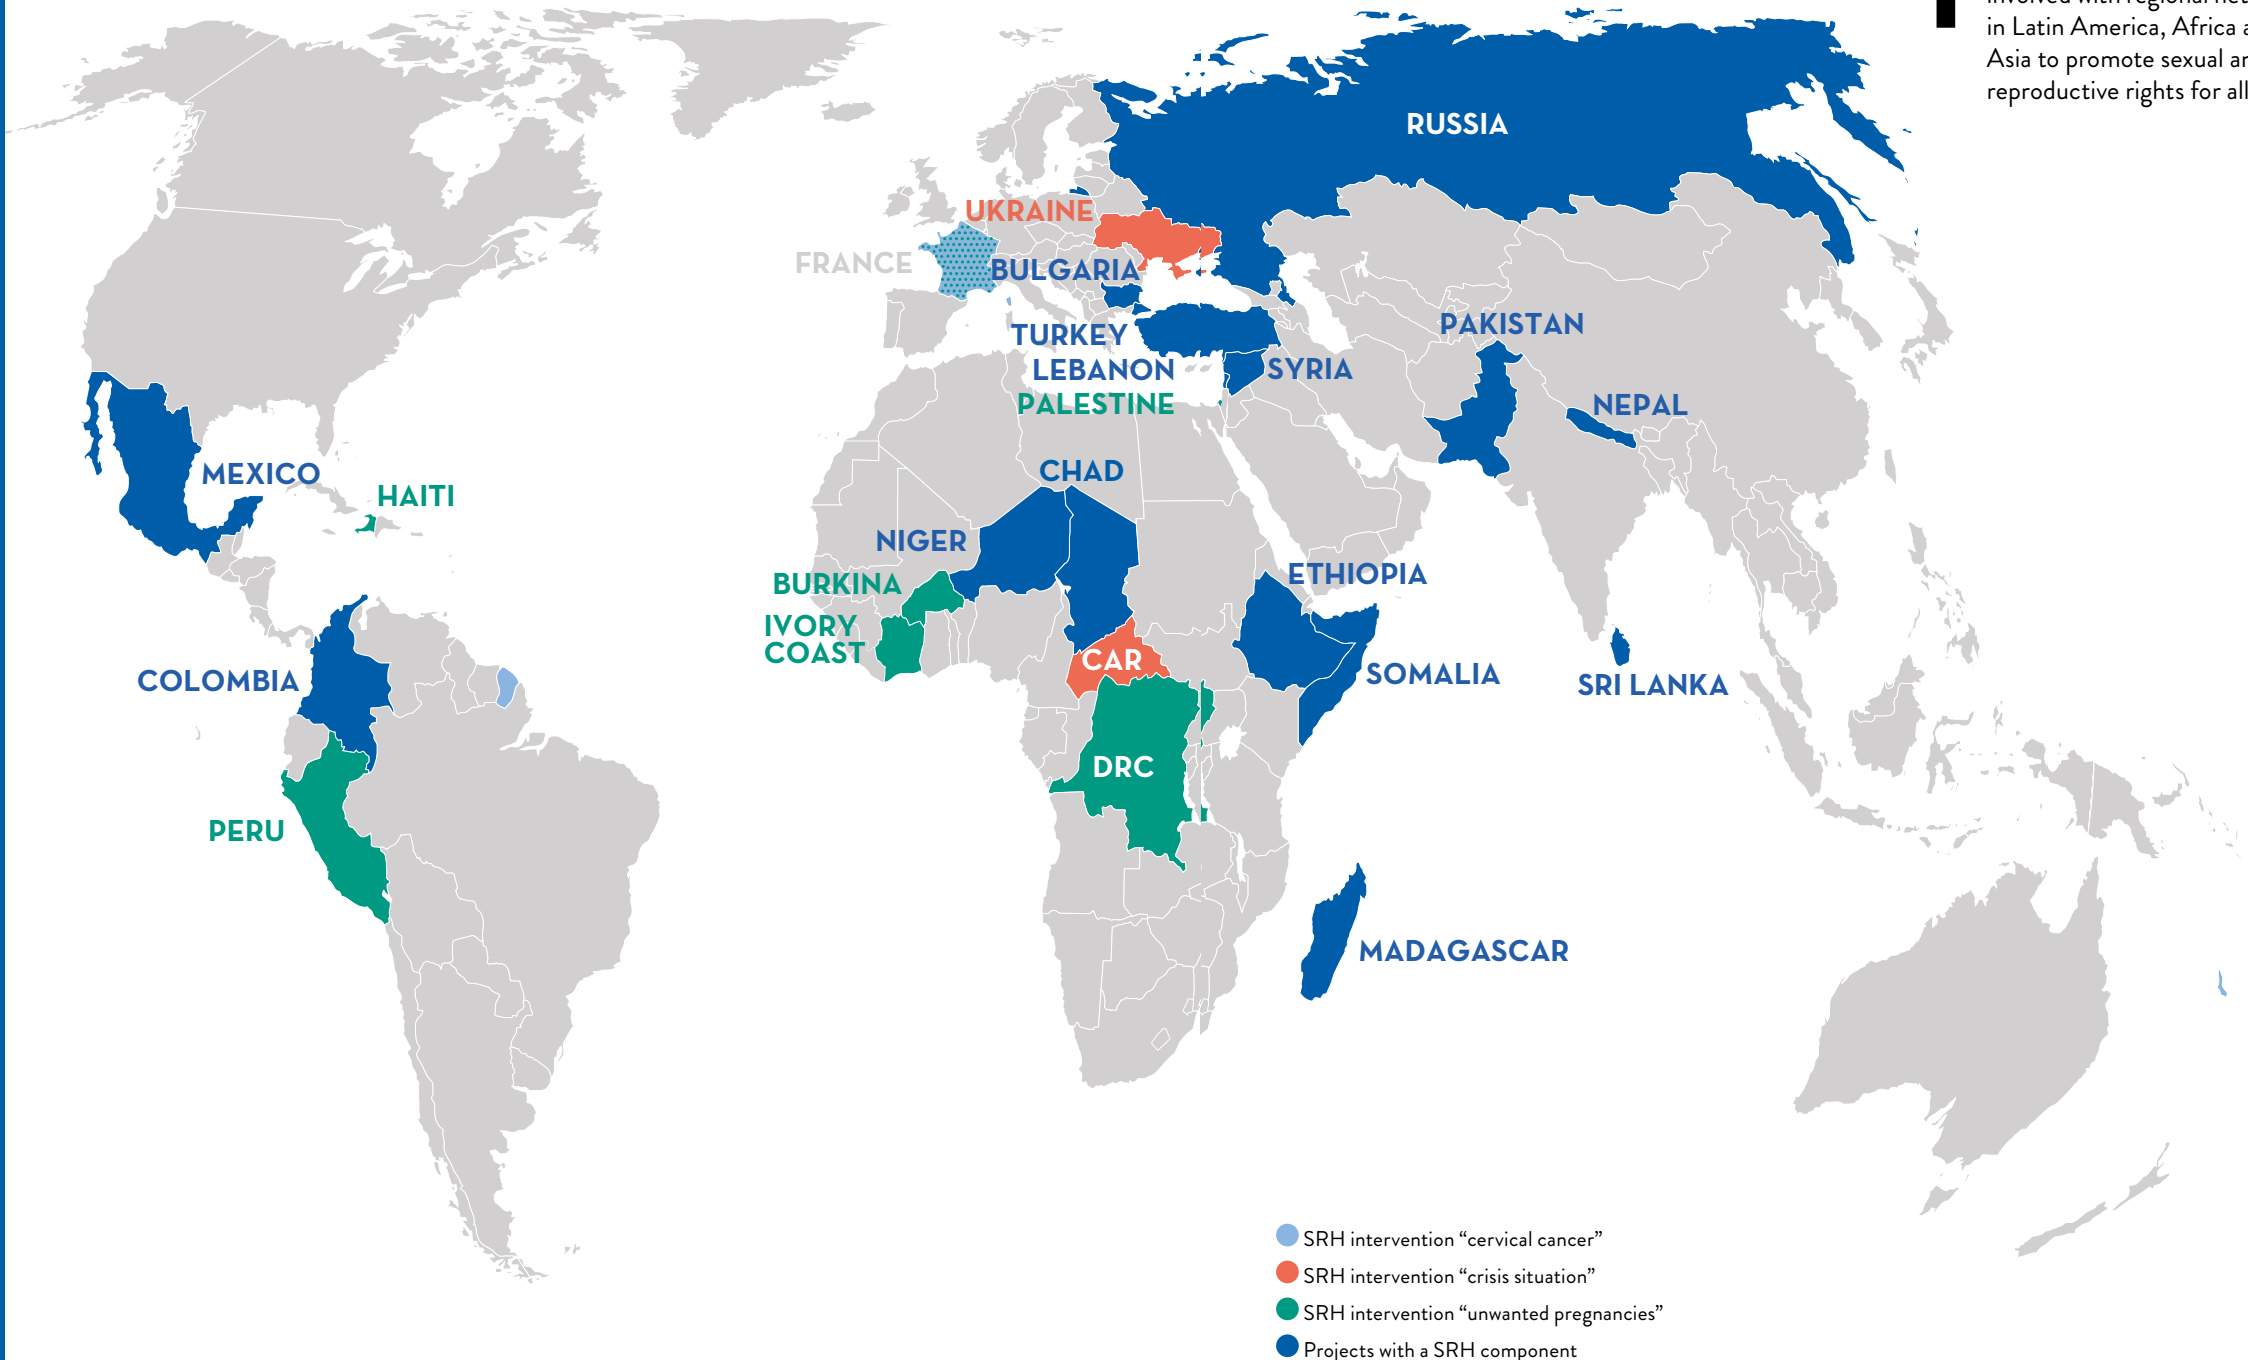 in Latin America, Africa
Asia to promote sexual
reproductive rights for all
RUSSIA
UKRAINE
FRANCE
BULGARIA
TURKEY
PAKISTAN
LEBANON
SYRIA
PALESTINE
NEPAL
CHAD
MEXICO
HAITI
NIGER
BURKINA
ETHIOPIA
IVORY
COAST
CAR
COLOMBIA
SOMALIA
SRI LANKA
DRC
PERU
MADAGASCAR
SRH intervention “cervical cancer”
SRH intervention “crisis situation”
SRH intervention “unwanted pregnancies”
Projects with a SRH component